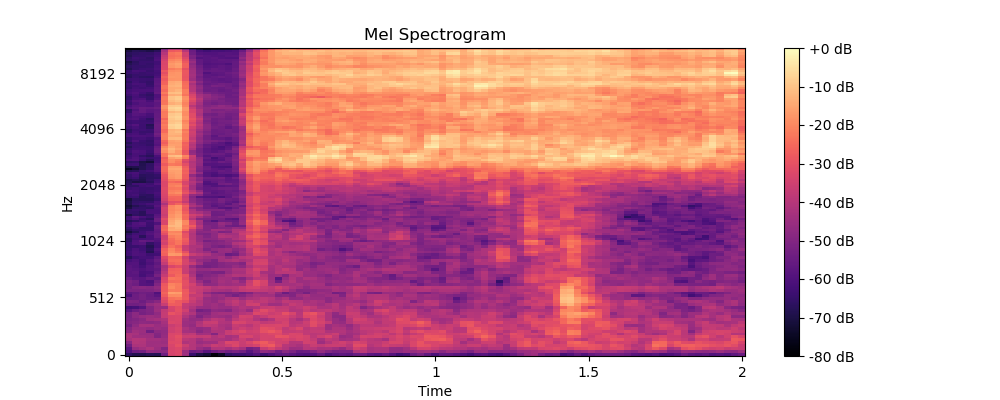 Mel Spectrogram
Hz
8192
4096
2048
1024
512
0
0
0.5
1
1.5
2
Time
+0 dB
-10 dB
-20 dB
-30 dB
-40 dB
-50 dB
-60 dB
-70 dB
-80 dB